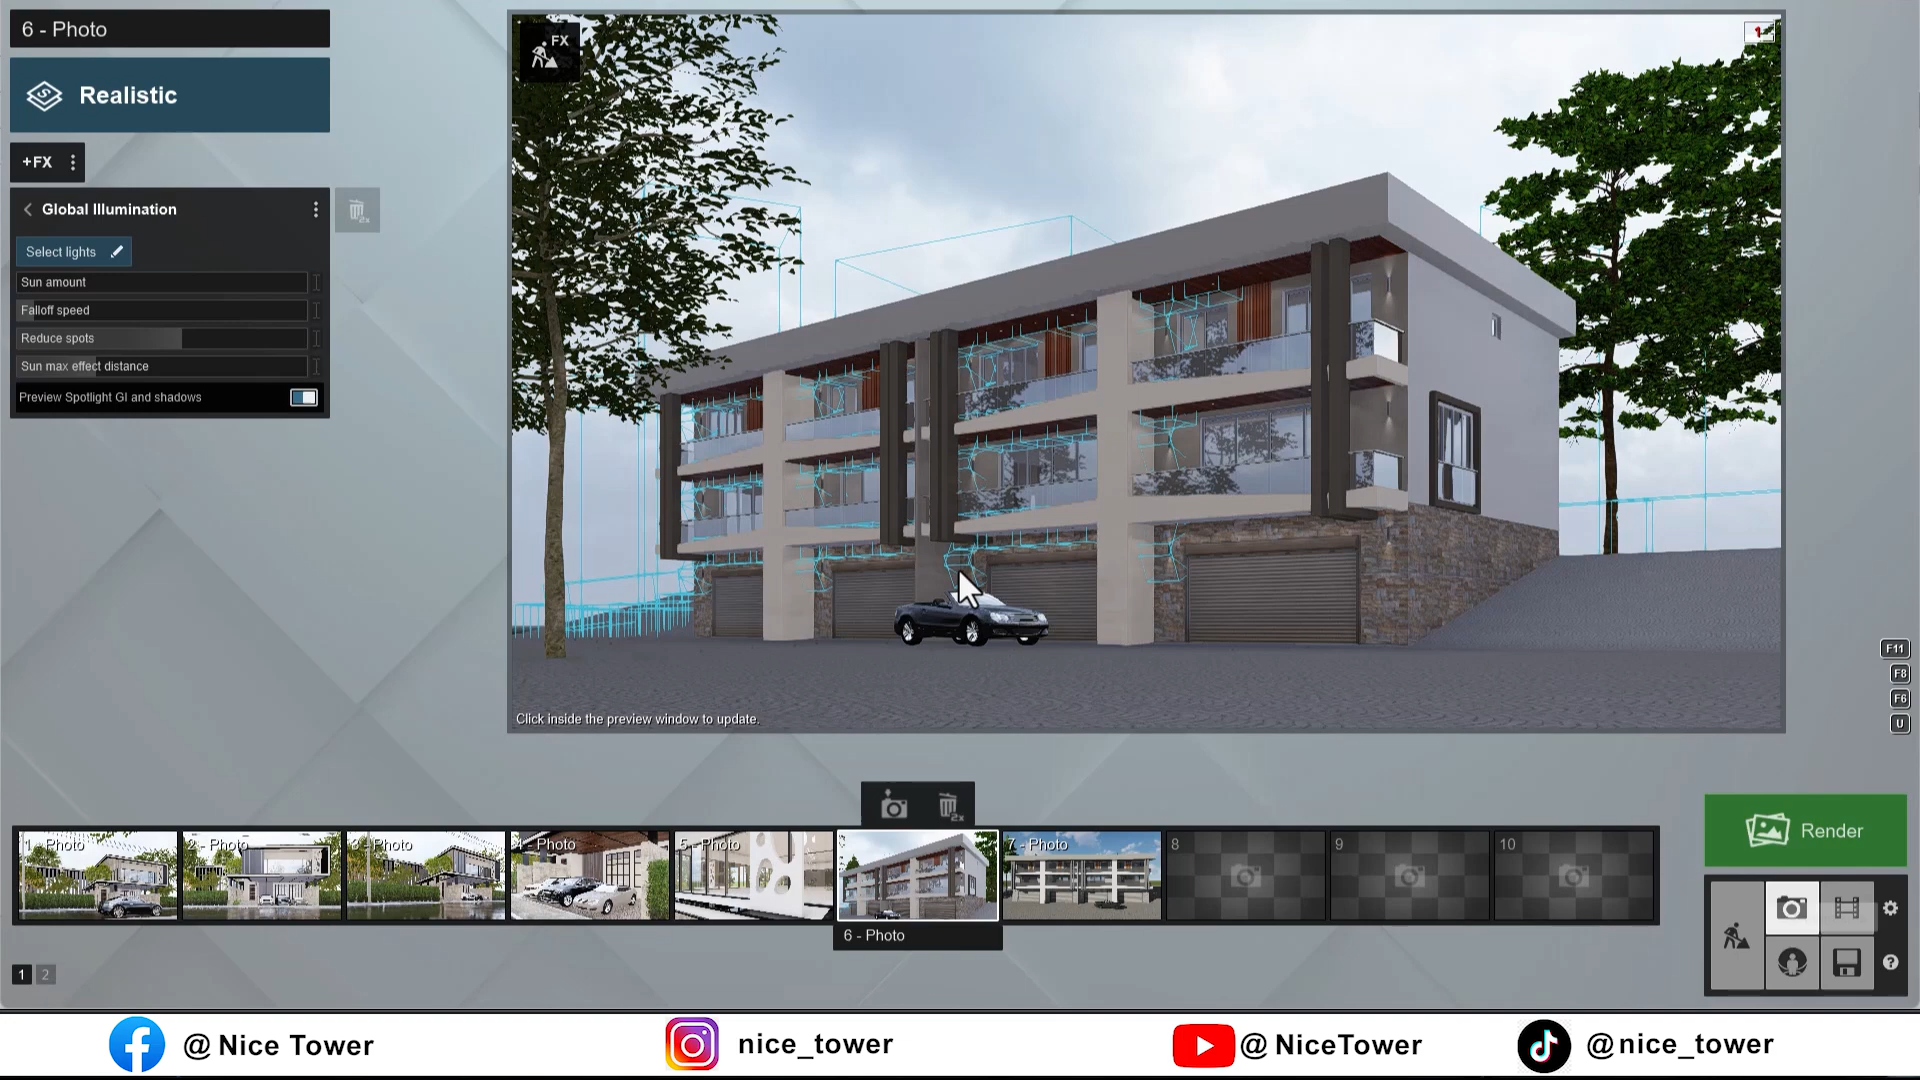 6 - Photo
Realistic
+FX
Global Illumination
Select lights
Sun amount
Falloff speed
Reduce spots
Sun max effect distance
Preview Spotlight GI and shadows
2x
FX
1
Click inside the preview window to update.
F11
F8
F6
U
2x
1 - Photo
2 - Photo
3 - Photo
4 - Photo
5 - Photo
7 - Photo
8
9
10
6 - Photo
Render
?
1 2
@ Nice Tower
nice_tower
@ NiceTower
@nice_tower